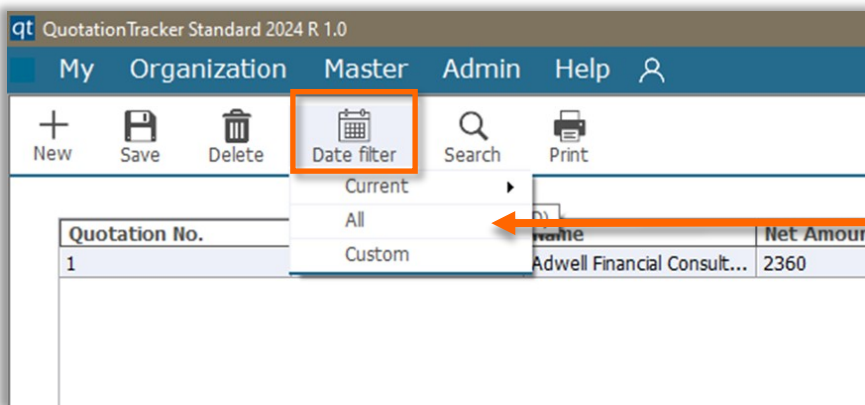 qt QuotationTracker Standard 2024 R 1.0
My Organization Master Admin Help
New Save Delete Date filter Search Print
Current
All
Custom
Quotation No. Name Net Amour
1 Adwell Financial Consult... 2360